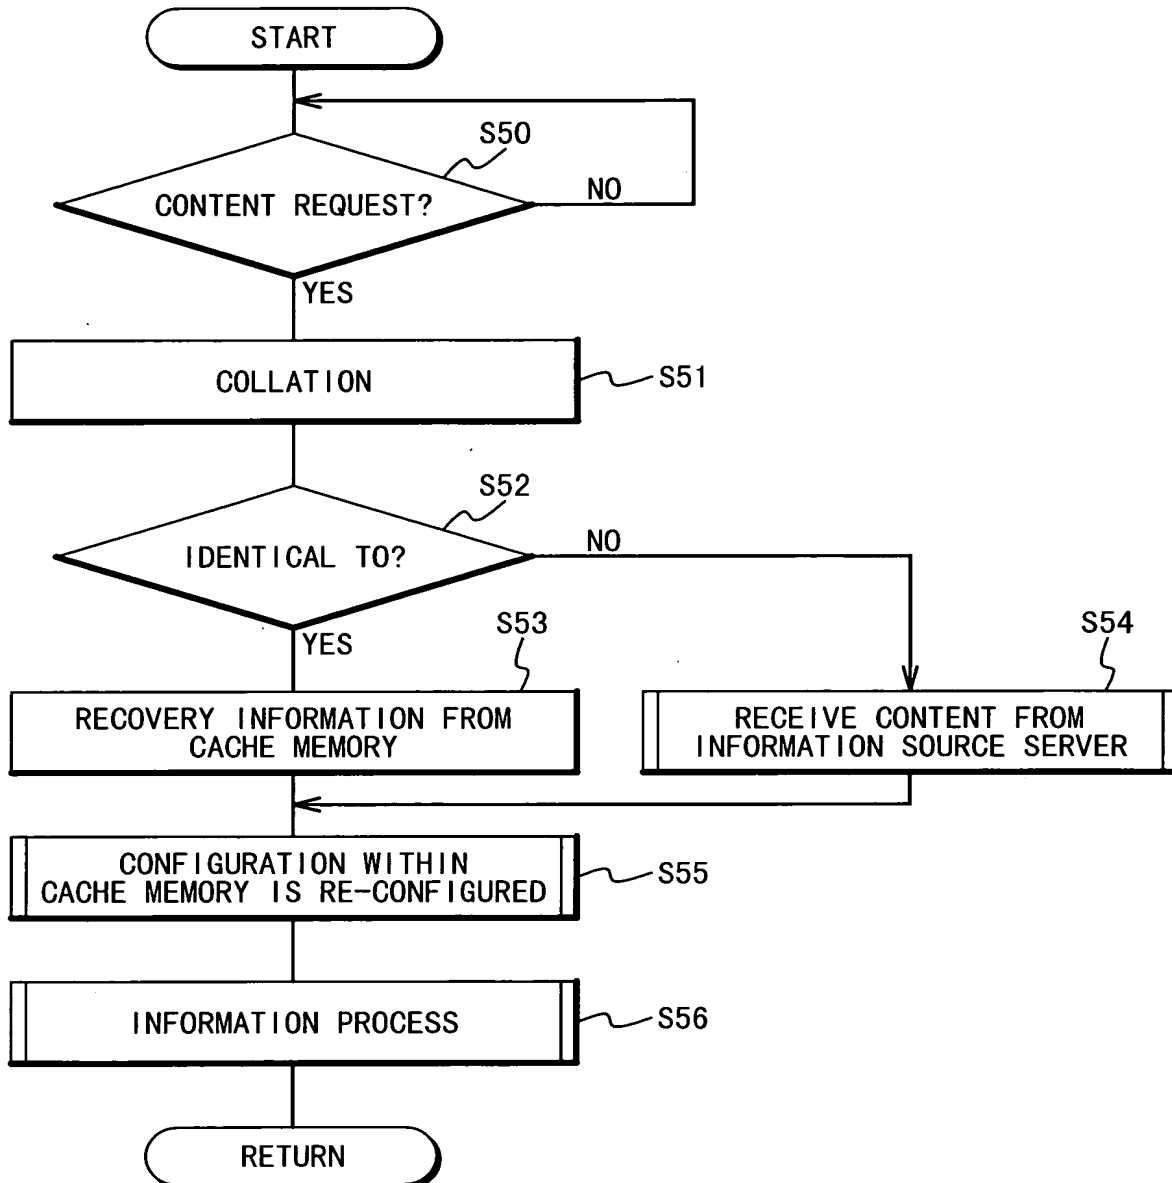 START
S50
CONTENT REQUEST?
NO
YES
COLLATION
S51
S52
IDENTICAL TO?
NO
YES
S53
S54
RECOVERY INFORMATION FROM
CACHE MEMORY
RECEIVE CONTENT FROM
INFORMATION SOURCE SERVER
CONFIGURATION WITHIN
CACHE MEMORY IS RE-CONFIGURED
S55
INFORMATION PROCESS
S56
RETURN